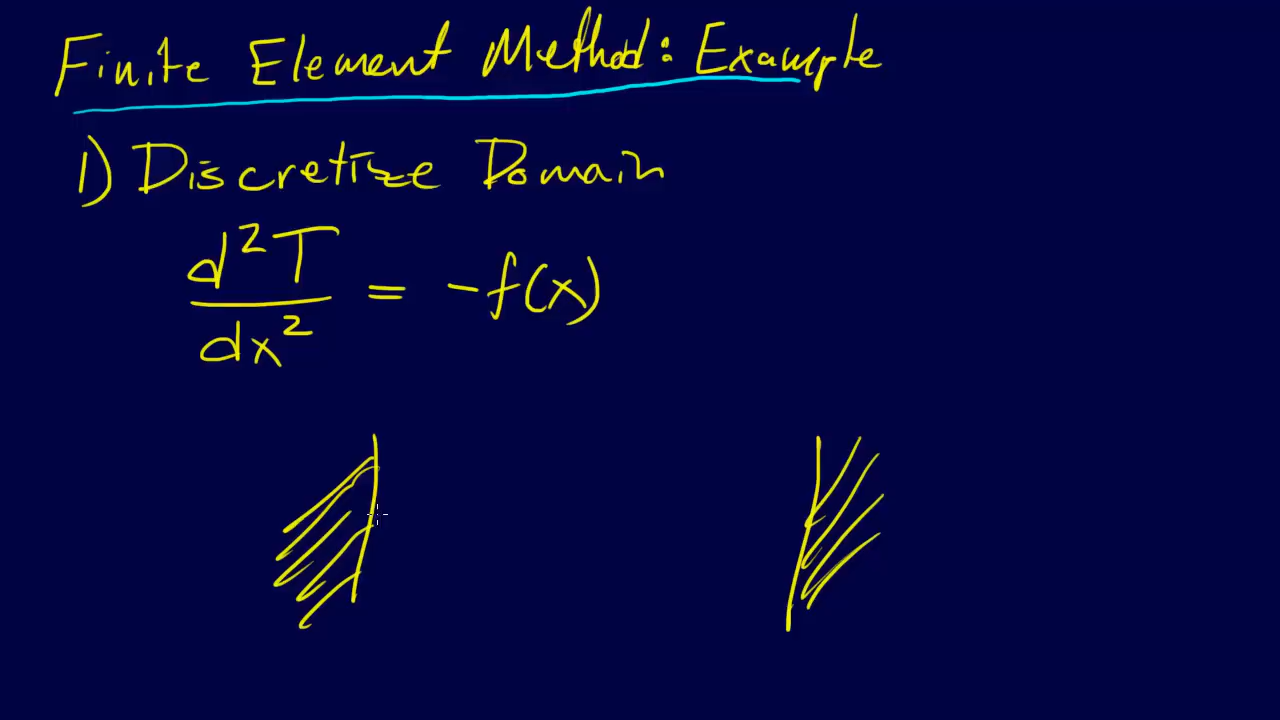 Finite Element Method: Example
1) Discretize Domain
d²T/dx² = -f(x)